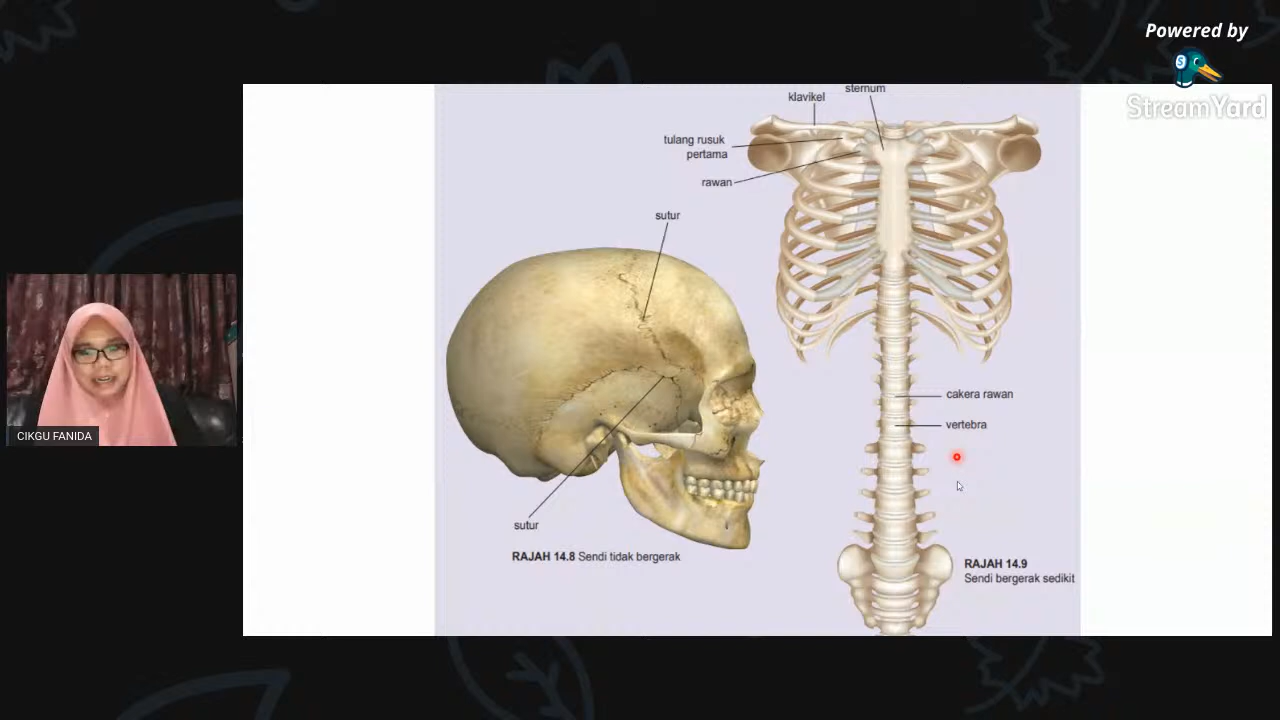 Powered by
StreamYard
sternum
klavikel
tulang rusuk
pertama
rawan
sutur
cakera rawan
vertebra
CIKGU FANIDA
sutur
RAJAH 14.8 Sendi tidak bergerak
RAJAH 14.9
Sendi bergerak sedikit